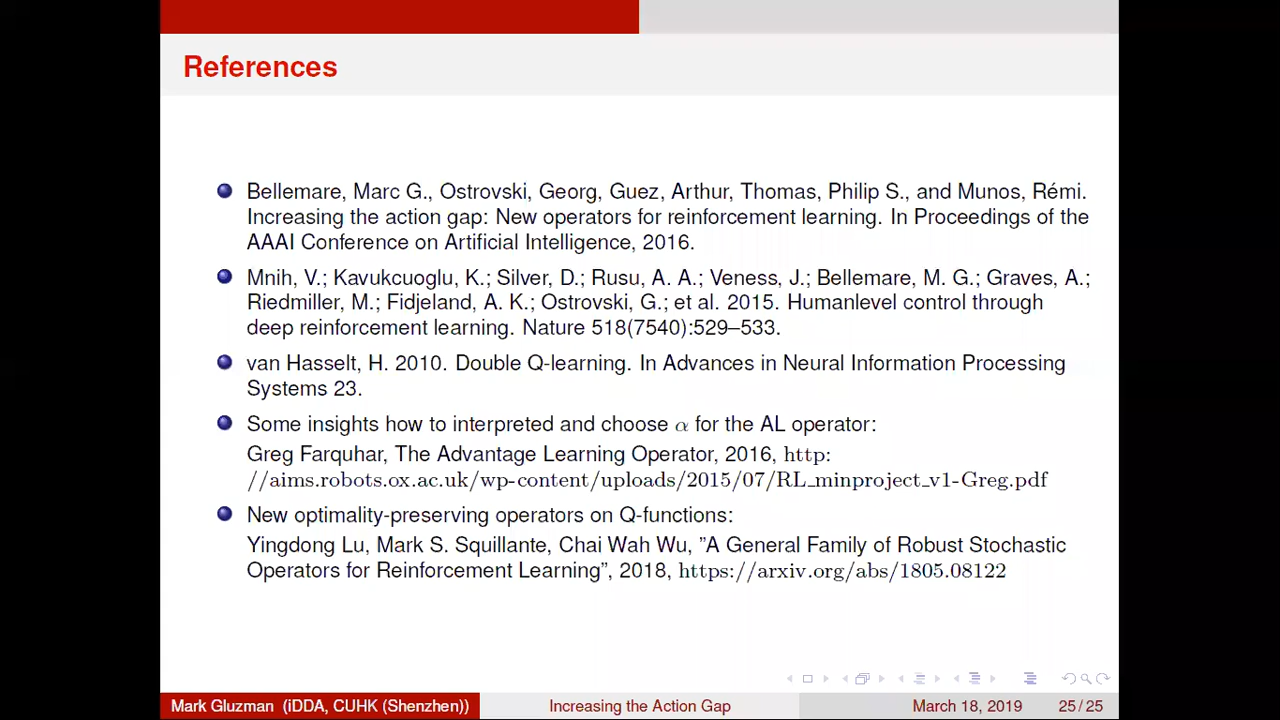 References
Bellemare, Marc G., Ostrovski, Georg, Guez, Arthur, Thomas, Philip S., and Munos, Rémi.
Increasing the action gap: New operators for reinforcement learning. In Proceedings of the
AAAI Conference on Artificial Intelligence, 2016.
Mnih, V.; Kavukcuoglu, K.; Silver, D.; Rusu, A. A.; Veness, J.; Bellemare, M. G.; Graves, A.;
Riedmiller, M.; Fidjeland, A. K.; Ostrovski, G.; et al. 2015. Humanlevel control through
deep reinforcement learning. Nature 518(7540):529–533.
van Hasselt, H. 2010. Double Q-learning. In Advances in Neural Information Processing
Systems 23.
Some insights how to interpreted and choose α for the AL operator:
Greg Farquhar, The Advantage Learning Operator, 2016, http:
//aims.robots.ox.ac.uk/wp-content/uploads/2015/07/RL_minproject_v1-Greg.pdf
New optimality-preserving operators on Q-functions:
Yingdong Lu, Mark S. Squillante, Chai Wah Wu, ”A General Family of Robust Stochastic
Operators for Reinforcement Learning”, 2018, https://arxiv.org/abs/1805.08122
Mark Gluzman (iDDA, CUHK (Shenzhen)) Increasing the Action Gap March 18, 2019 25/25